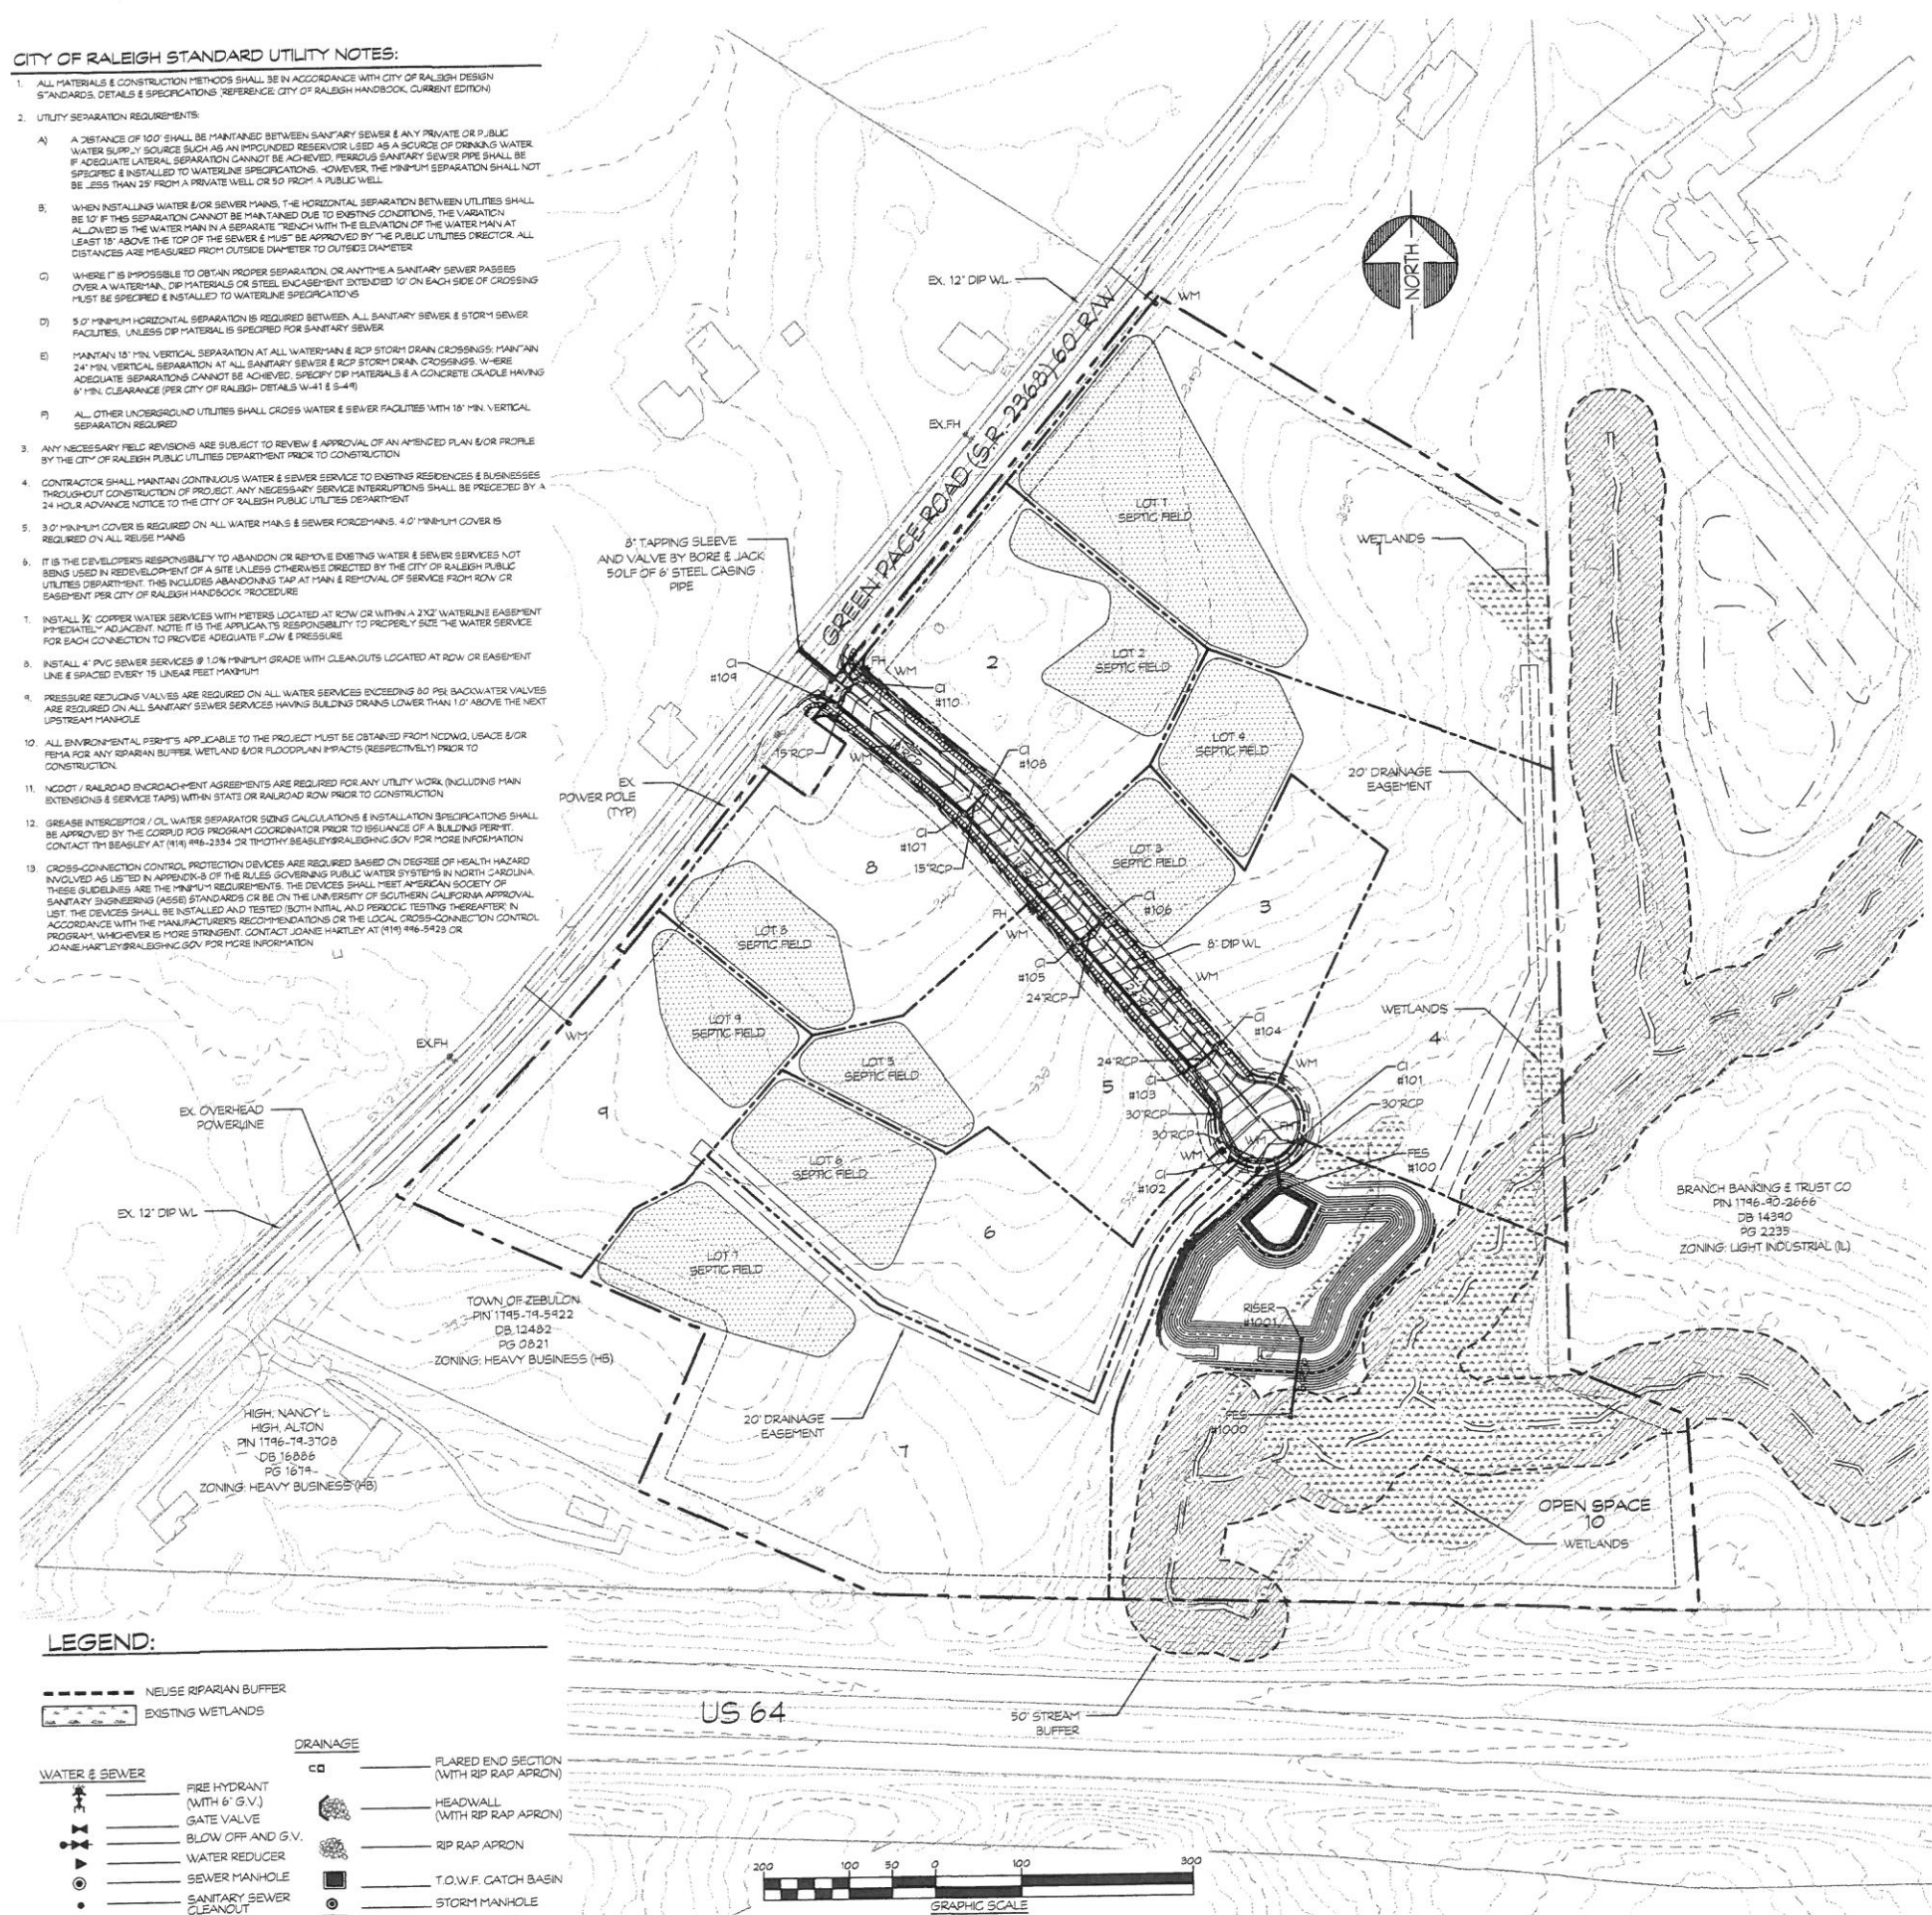 CITY OF RALEIGH STANDARD UTILITY NOTES:
1. ALL MATERIALS & CONSTRUCTION METHODS SHALL BE IN ACCORDANCE WITH CITY OF RALEIGH DESIGN
STANDARDS, DETAILS & SPECIFICATIONS (REFERENCE: CITY OF RALEIGH HANDBOOK, CURRENT EDITION)
2. UTILITY SEPARATION REQUIREMENTS:
A) A DISTANCE OF 100' SHALL BE MAINTAINED BETWEEN SANITARY SEWER & ANY PRIVATE OR PUBLIC
WATER SUPPLY SOURCE SUCH AS AN IMPOUNDED RESERVOIR USED AS A SOURCE OF DRINKING WATER
IF ADEQUATE LATERAL SEPARATION CANNOT BE ACHIEVED, FERROUS SANITARY SEWER PIPE SHALL BE
SPECIFIED & INSTALLED TO WATERLINE SPECIFICATIONS. HOWEVER, THE MINIMUM SEPARATION SHALL NOT
BE LESS THAN 25' FROM A PRIVATE WELL OR 50' FROM A PUBLIC WELL
B) WHEN INSTALLING WATER &/OR SEWER MAINS, THE HORIZONTAL SEPARATION BETWEEN UTILITIES SHALL
BE 10' IF THIS SEPARATION CANNOT BE MAINTAINED DUE TO EXISTING CONDITIONS, THE VARIATION
ALLOWED IS THE WATER MAIN IN A SEPARATE TRENCH WITH THE ELEVATION OF THE WATER MAIN AT
LEAST 18" ABOVE THE TOP OF THE SEWER & MUST BE APPROVED BY THE PUBLIC UTILITIES DIRECTOR. ALL
DISTANCES ARE MEASURED FROM OUTSIDE DIAMETER TO OUTSIDE DIAMETER
C) WHERE IT IS IMPOSSIBLE TO OBTAIN PROPER SEPARATION, OR ANYTIME A SANITARY SEWER PASSES
OVER A WATERMAIN, DIP MATERIALS OR STEEL ENCASEMENT EXTENDED 10' ON EACH SIDE OF CROSSING
MUST BE SPECIFIED & INSTALLED TO WATERLINE SPECIFICATIONS
D) 5.0' MINIMUM HORIZONTAL SEPARATION IS REQUIRED BETWEEN ALL SANITARY SEWER & STORM SEWER
FACILITIES, UNLESS DIP MATERIAL IS SPECIFIED FOR SANITARY SEWER
E) MAINTAIN 18" MIN. VERTICAL SEPARATION AT ALL WATERMAIN & RCP STORM DRAIN CROSSINGS; MAINTAIN
24" MIN. VERTICAL SEPARATION AT ALL SANITARY SEWER & RCP STORM DRAIN CROSSINGS. WHERE
ADEQUATE SEPARATIONS CANNOT BE ACHIEVED, SPECIFY DIP MATERIALS & A CONCRETE CRADLE HAVING
6" MIN. CLEARANCE (PER CITY OF RALEIGH DETAILS W-41 & S-49)
F) ALL OTHER UNDERGROUND UTILITIES SHALL CROSS WATER & SEWER FACILITIES WITH 18" MIN. VERTICAL
SEPARATION REQUIRED
3. ANY NECESSARY FIELD REVISIONS ARE SUBJECT TO REVIEW & APPROVAL OF AN AMENDED PLAN &/OR PROFILE
BY THE CITY OF RALEIGH PUBLIC UTILITIES DEPARTMENT PRIOR TO CONSTRUCTION
4. CONTRACTOR SHALL MAINTAIN CONTINUOUS WATER & SEWER SERVICE TO EXISTING RESIDENCES & BUSINESSES
THROUGHOUT CONSTRUCTION OF PROJECT. ANY NECESSARY SERVICE INTERRUPTIONS SHALL BE PRECEDED BY A
24 HOUR ADVANCE NOTICE TO THE CITY OF RALEIGH PUBLIC UTILITIES DEPARTMENT
5. 3.0' MINIMUM COVER IS REQUIRED ON ALL WATER MAINS & SEWER FORCEMAINS. 4.0' MINIMUM COVER IS
REQUIRED ON ALL REUSE MAINS
6. IT IS THE DEVELOPER'S RESPONSIBILITY TO ABANDON OR REMOVE EXISTING WATER & SEWER SERVICES NOT
BEING USED IN REDEVELOPMENT OF A SITE UNLESS OTHERWISE DIRECTED BY THE CITY OF RALEIGH PUBLIC
UTILITIES DEPARTMENT. THIS INCLUDES ABANDONING TAP AT MAIN & REMOVAL OF SERVICE FROM ROW OR
EASEMENT PER CITY OF RALEIGH HANDBOOK PROCEDURE
7. INSTALL COPPER WATER SERVICES WITH METERS LOCATED AT ROW OR WITHIN A 2'X2' WATERLINE EASEMENT
IMMEDIATELY ADJACENT. NOTE: IT IS THE APPLICANT'S RESPONSIBILITY TO PROPERLY SIZE THE WATER SERVICE
FOR EACH CONNECTION TO PROVIDE ADEQUATE FLOW & PRESSURE
8. INSTALL 4" PVC SEWER SERVICES @ 1.0% MINIMUM GRADE WITH CLEANOUTS LOCATED AT ROW OR EASEMENT
LINE & SPACED EVERY 75 LINEAR FEET MAXIMUM
9. PRESSURE REDUCING VALVES ARE REQUIRED ON ALL WATER SERVICES EXCEEDING 80 PSI; BACKWATER VALVES
ARE REQUIRED ON ALL SANITARY SEWER SERVICES HAVING BUILDING DRAINS LOWER THAN 1.0' ABOVE THE NEXT
UPSTREAM MANHOLE
10. ALL ENVIRONMENTAL PERMITS APPLICABLE TO THE PROJECT MUST BE OBTAINED FROM NCDWQ, USACE &/OR
FEMA FOR ANY RIPARIAN BUFFER, WETLAND &/OR FLOODPLAIN IMPACTS (RESPECTIVELY) PRIOR TO
CONSTRUCTION.
11. NCDOT / RAILROAD ENCROACHMENT AGREEMENTS ARE REQUIRED FOR ANY UTILITY WORK (INCLUDING MAIN
EXTENSIONS & SERVICE TAPS) WITHIN STATE OR RAILROAD ROW PRIOR TO CONSTRUCTION
12. GREASE INTERCEPTOR / OIL WATER SEPARATOR SIZING CALCULATIONS & INSTALLATION SPECIFICATIONS SHALL
BE APPROVED BY THE CORPUD FOG PROGRAM COORDINATOR PRIOR TO ISSUANCE OF A BUILDING PERMIT.
CONTACT TIM BEASLEY AT (919) 996-2334 OR TIMOTHY.BEASLEY@RALEIGHNC.GOV FOR MORE INFORMATION
13. CROSS-CONNECTION CONTROL PROTECTION DEVICES ARE REQUIRED BASED ON DEGREE OF HEALTH HAZARD
INVOLVED AS LISTED IN APPENDIX-B OF THE RULES GOVERNING PUBLIC WATER SYSTEMS IN NORTH CAROLINA.
THESE GUIDELINES ARE THE MINIMUM REQUIREMENTS. THE DEVICES SHALL MEET AMERICAN SOCIETY OF
SANITARY ENGINEERING (ASSE) STANDARDS OR BE ON THE UNIVERSITY OF SOUTHERN CALIFORNIA APPROVAL
LIST. THE DEVICES SHALL BE INSTALLED AND TESTED (BOTH INITIAL AND PERIODIC TESTING THEREAFTER) IN
ACCORDANCE WITH THE MANUFACTURER'S RECOMMENDATIONS OR THE LOCAL CROSS-CONNECTION CONTROL
PROGRAM, WHICHEVER IS MORE STRINGENT. CONTACT JOANIE HARTLEY AT (919) 996-5923 OR
JOANIE.HARTLEY@RALEIGHNC.GOV FOR MORE INFORMATION
NORTH
EX. 12" DIP WL
WM
GREEN PACE ROAD (S.R. 2368) 60' R/W
EX.FH
LOT 1
SEPTIC FIELD
WETLANDS
1
8" TAPPING SLEEVE
AND VALVE BY BORE & JACK
50LF OF 6" STEEL CASING
PIPE
2
LOT 2
SEPTIC FIELD
CI
#109
FH
WM
CI
#110
LOT 4
SEPTIC FIELD
15"RCP
WM
CI
#108
20' DRAINAGE
EASEMENT
EX
POWER POLE
(TYP)
CI
#107
8
15"RCP
LOT 3
SEPTIC FIELD
CI
#106
3
LOT 8
SEPTIC FIELD
FH
WM
8" DIP WL
CI
#105
24"RCP
WM
LOT 9
SEPTIC FIELD
CI
#104
WETLANDS
4
WM
EX.FH
LOT 5
SEPTIC FIELD
24"RCP
CI
#103
5
30"RCP
30"RCP
WM
CI
#101
30"RCP
FH
WM
WM
EX. OVERHEAD
POWERLINE
9
LOT 6
SEPTIC FIELD
CI
#102
FES
#100
EX. 12" DIP WL
6
BRANCH BANKING & TRUST CO
PIN 1796-90-2666
DB 14390
PG 2235
ZONING: LIGHT INDUSTRIAL (IL)
LOT 7
SEPTIC FIELD
TOWN OF ZEBULON
PIN 1795-79-5922
DB 12482
PG 0821
ZONING: HEAVY BUSINESS (HB)
RISER
#1001
HIGH, NANCY L
HIGH, ALTON
PIN 1796-79-3708
DB 16886
PG 1679
ZONING: HEAVY BUSINESS (HB)
20' DRAINAGE
EASEMENT
7
FES
#1000
OPEN SPACE
10
WETLANDS
50' STREAM
BUFFER
US 64
LEGEND:
NEUSE RIPARIAN BUFFER
EXISTING WETLANDS
WATER & SEWER
FIRE HYDRANT
(WITH 6" G.V.)
GATE VALVE
BLOW OFF AND G.V.
WATER REDUCER
SEWER MANHOLE
SANITARY SEWER
CLEANOUT
DRAINAGE
FLARED END SECTION
(WITH RIP RAP APRON)
HEADWALL
(WITH RIP RAP APRON)
RIP RAP APRON
T.O.W.F. CATCH BASIN
STORM MANHOLE
200 100 50 0 100 300
GRAPHIC SCALE